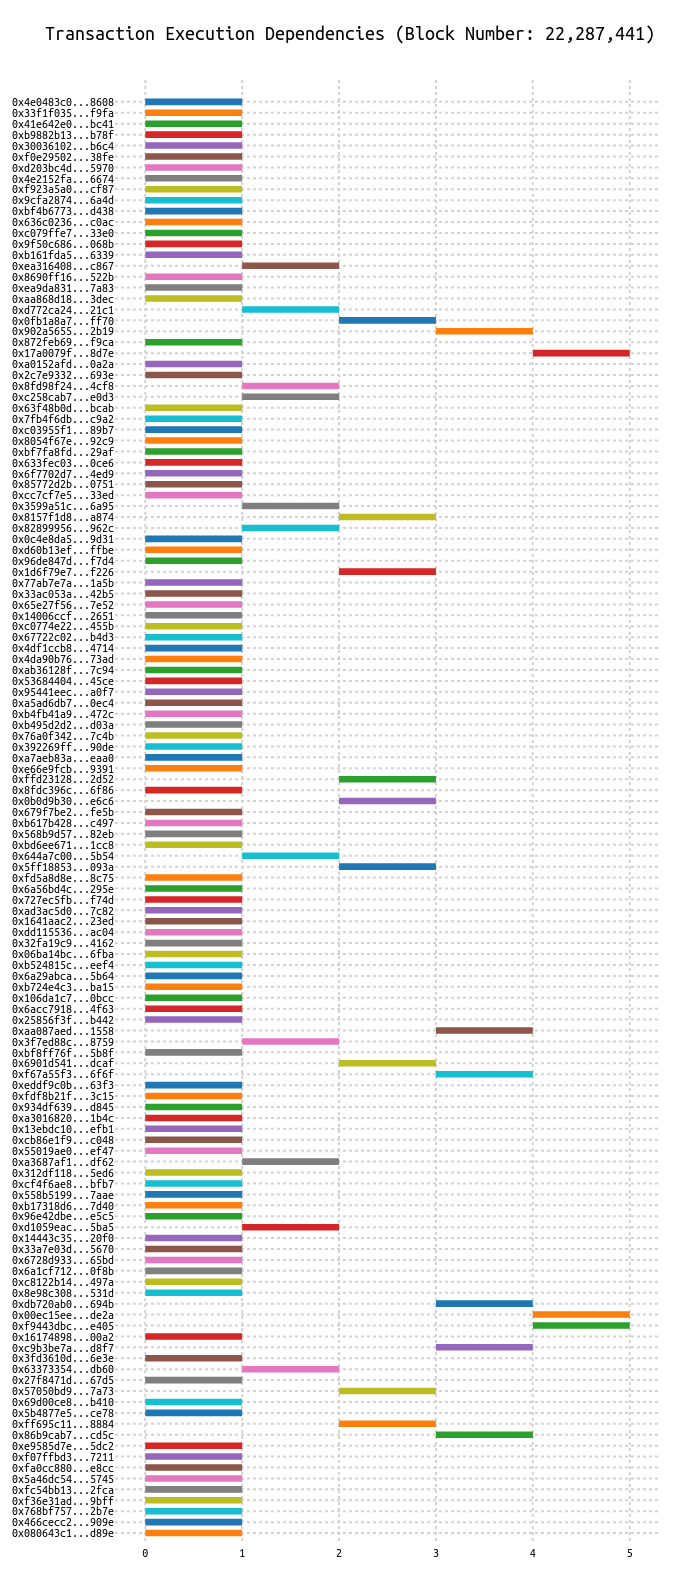 Transaction Execution Dependencies (Block Number: 22,287,441)
0x4e0483c0...8608
0x33f1f035...f9fa
0x41e642e0...bc41
0xb9882b13...b78f
0x30036102...b6c4
0xf0e29502...38fe
0xd203bc4d...5970
0x4e2152fa...6674
0xf923a5a0...cf87
0x9cfa2874...6a4d
0xbf4b6773...d438
0x636c0236...c0ac
0xc079ffe7...33e0
0x9f50c686...068b
0xb161fda5...6339
0xea316408...c867
0x8690ff16...522b
0xea9da831...7a83
0xaa868d18...3dec
0xd772ca24...21c1
0x0fb1a8a7...ff70
0x902a5655...2b19
0x872feb69...f9ca
0x17a0079f...8d7e
0xa0152afd...0a2a
0x2c7e9332...693e
0x8fd98f24...4cf8
0xc258cab7...e0d3
0x63f48b0d...bcab
0x7fb4f6db...c9a2
0xc03955f1...89b7
0x8054f67e...92c9
0xbf7fa8fd...29af
0x633fec03...0ce6
0x6f7702d7...4ed9
0x85772d2b...0751
0xcc7cf7e5...33ed
0x3599a51c...6a95
0x8157f1d8...a874
0x82899956...962c
0x0c4e8da5...9d31
0xd60b13ef...ffbe
0x96de847d...f7d4
0x1d6f79e7...f226
0x77ab7e7a...1a5b
0x33ac053a...42b5
0x65e27f56...7e52
0x14006ccf...2651
0xc0774e22...455b
0x67722c02...b4d3
0x4df1ccb8...4714
0x4da90b76...73ad
0xab36128f...7c94
0x53684404...45ce
0x95441eec...a0f7
0xa5ad6db7...0ec4
0xb4fb41a9...472c
0xb495d2d2...d03a
0x76a0f342...7c4b
0x392269ff...90de
0xa7aeb83a...eaa0
0xe66e9fcb...9391
0xffd23128...2d52
0x8fdc396c...6f86
0x0b0d9b30...e6c6
0x679f7be2...fe5b
0xb617b428...c497
0x568b9d57...82eb
0xbd6ee671...1cc8
0x644a7c00...5b54
0x5ff18853...093a
0xfd5a8d8e...8c75
0x6a56bd4c...295e
0x727ec5fb...f74d
0xad3ac5d0...7c82
0x1641aac2...23ed
0xdd115536...ac04
0x32fa19c9...4162
0x06ba14bc...6fba
0xb524815c...eef4
0x6a29abca...5b64
0xb724e4c3...ba15
0x106da1c7...0bcc
0x6acc7918...4f63
0x25856f3f...b442
0xaa087aed...1558
0x3f7ed88c...8759
0xbf8ff76f...5b8f
0x6901d541...dcaf
0xf67a55f3...6f6f
0xeddf9c0b...63f3
0xfdf8b21f...3c15
0x934df639...d845
0xa3016820...1b4c
0x13ebdc10...efb1
0xcb86e1f9...c048
0x55019ae0...ef47
0xa3687af1...df62
0x312df118...5ed6
0xcf4f6ae8...bfb7
0x558b5199...7aae
0xb17318d6...7d40
0x96e42dbe...e5c5
0xd1059eac...5ba5
0x14443c35...20f0
0x33a7e03d...5670
0x6728d933...65bd
0x6a1cf712...0f8b
0xc8122b14...497a
0x8e98c308...531d
0xdb720ab0...694b
0x00ec15ee...de2a
0xf9443dbc...e405
0x16174898...00a2
0xc9b3be7a...d8f7
0x3fd3610d...6e3e
0x63373354...db60
0x27f8471d...67d5
0x57050bd9...7a73
0x69d00ce8...b410
0x5b4877e5...ce78
0xff695c11...8884
0x86b9cab7...cd5c
0xe9585d7e...5dc2
0xf07ffbd3...7211
0xfa0cc880...e8cc
0x5a46dc54...5745
0xfc54bb13...2fca
0xf36e31ad...9bff
0x768bf757...2b7e
0x466cecc2...909e
0x080643c1...d89e
0 1 2 3 4 5